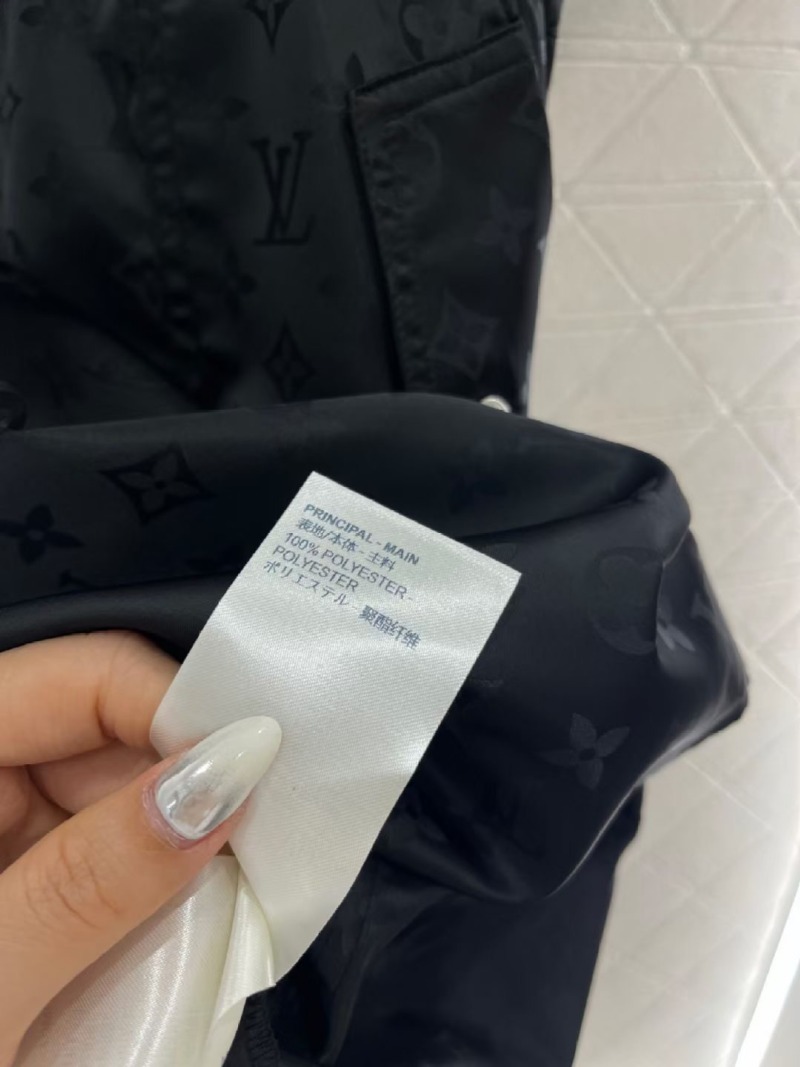 LV
PRINCIPAL - MAIN
表地/本体 - 主料
100% POLYESTER -
POLYESTER
ポリエステル - 聚酯纤维